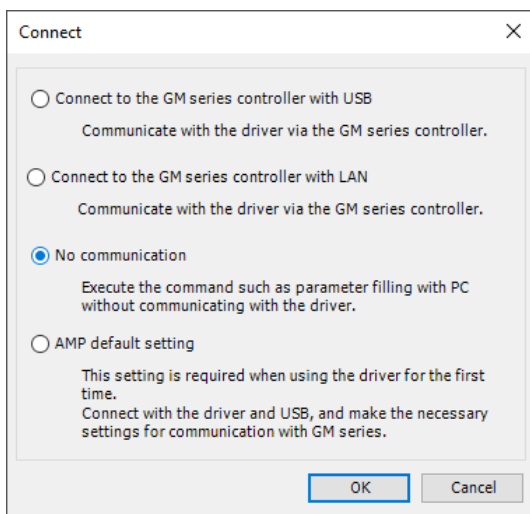 Connect
Connect to the GM series controller with USB
Communicate with the driver via the GM series controller.
Connect to the GM series controller with LAN
Communicate with the driver via the GM series controller.
No communication
Execute the command such as parameter filling with PC
without communicating with the driver.
AMP default setting
This setting is required when using the driver for the first
time.
Connect with the driver and USB, and make the necessary
settings for communication with GM series.
OK
Cancel